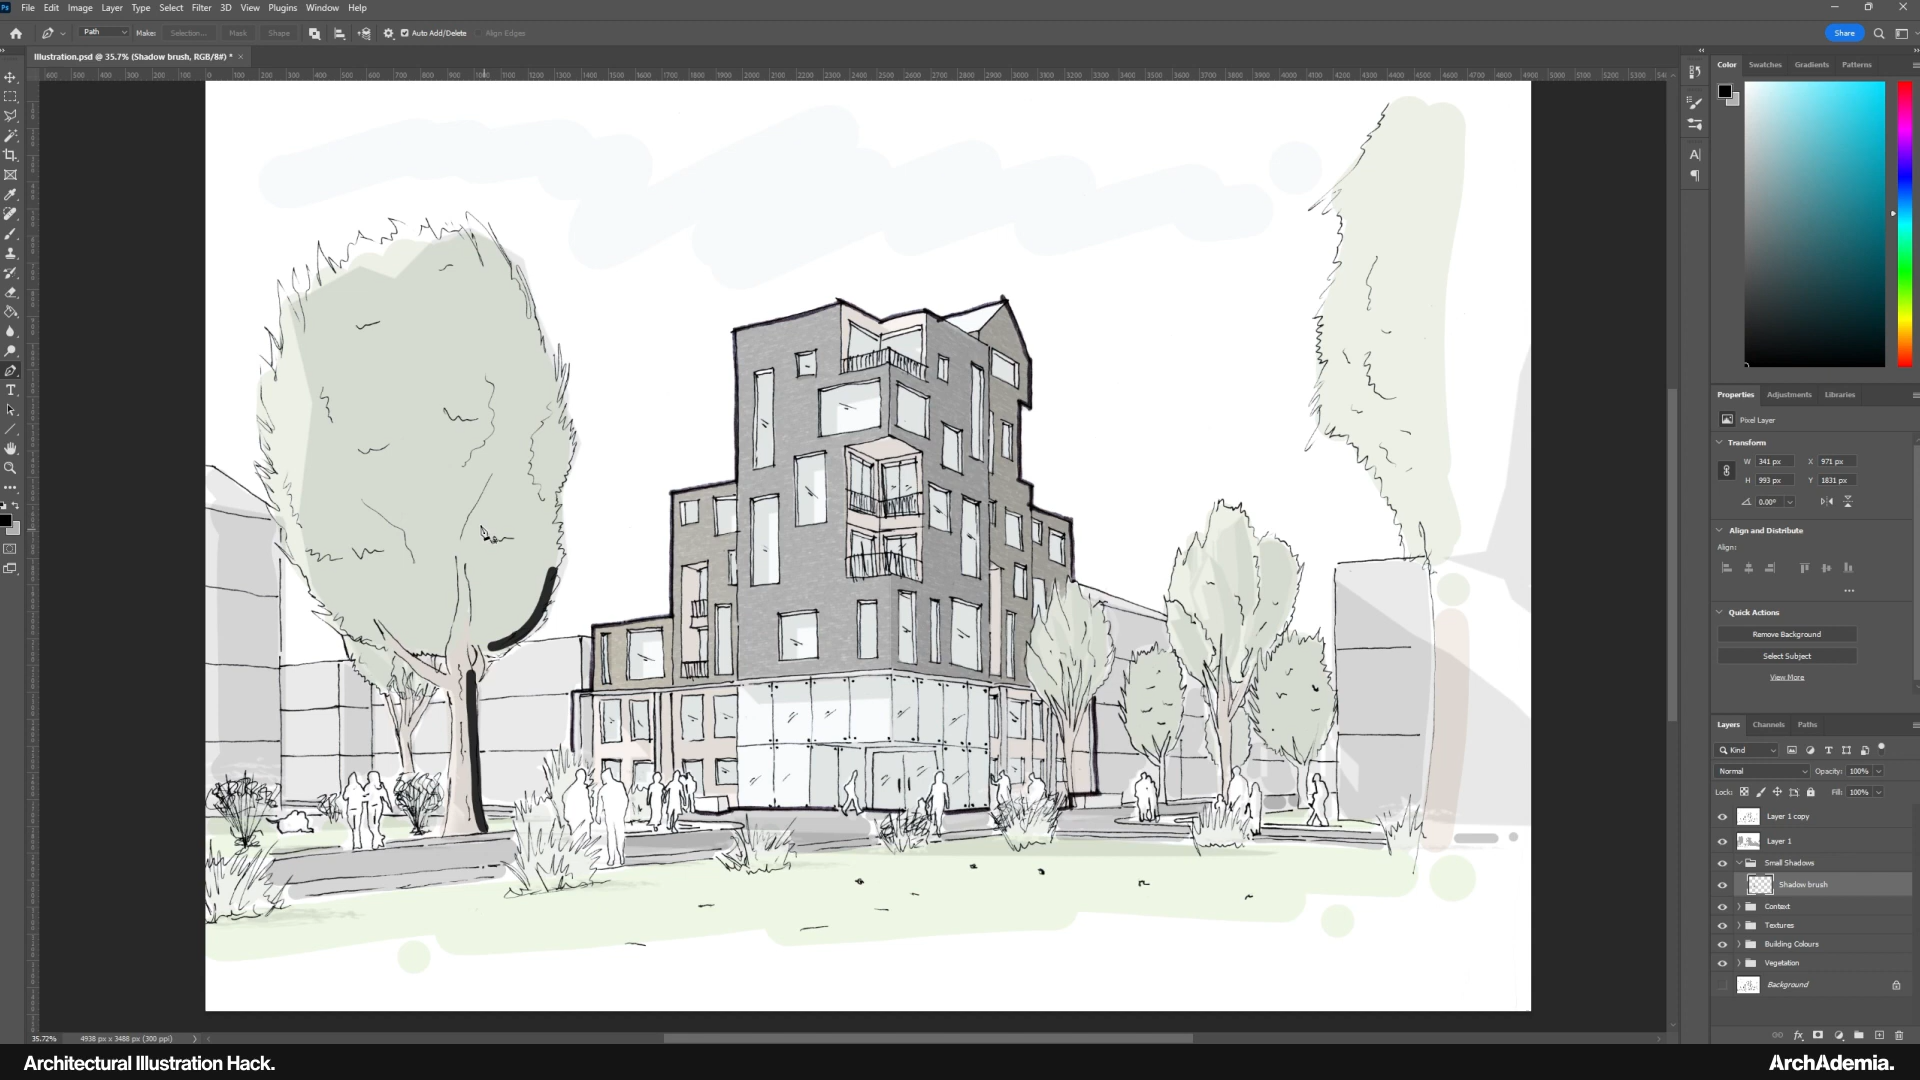 Ps File Edit Image Layer Type Select Filter 3D View Plugins Window Help
Path Make: Selection... Mask Shape Auto Add/Delete Align Edges Share
Illustration.psd @ 35.7% (Shadow brush, RGB/8#) *
Color Swatches Gradients Patterns
Properties Adjustments Libraries
Pixel Layer
Transform
W 341 px X 971 px
H 993 px Y 1831 px
0.00°
Align and Distribute
Align:
Quick Actions
Remove Background
Select Subject
View More
Layers Channels Paths
Kind
Normal Opacity: 100%
Lock: Fill: 100%
Layer 1 copy
Layer 1
Small Shadows
Shadow brush
Context
Textures
Building Colours
Vegetation
Background
35.72% 4938 px x 3488 px (300 ppi)
Architectural Illustration Hack.
ArchAdemia.